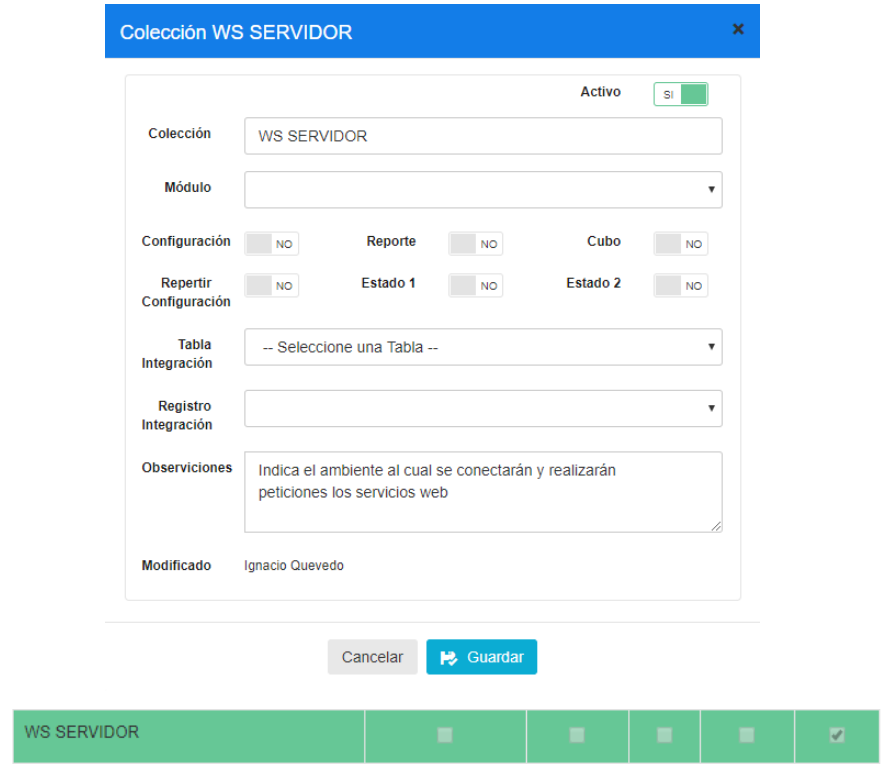 Colección WS SERVIDOR
Activo SI
Colección WS SERVIDOR
Módulo
Configuración NO Reporte NO Cubo NO
Repertir
Configuración NO Estado 1 NO Estado 2 NO
Tabla
Integración -- Seleccione una Tabla --
Registro
Integración
Observiciones Indica el ambiente al cual se conectarán y realizarán
peticiones los servicios web
Modificado Ignacio Quevedo
Cancelar Guardar
WS SERVIDOR